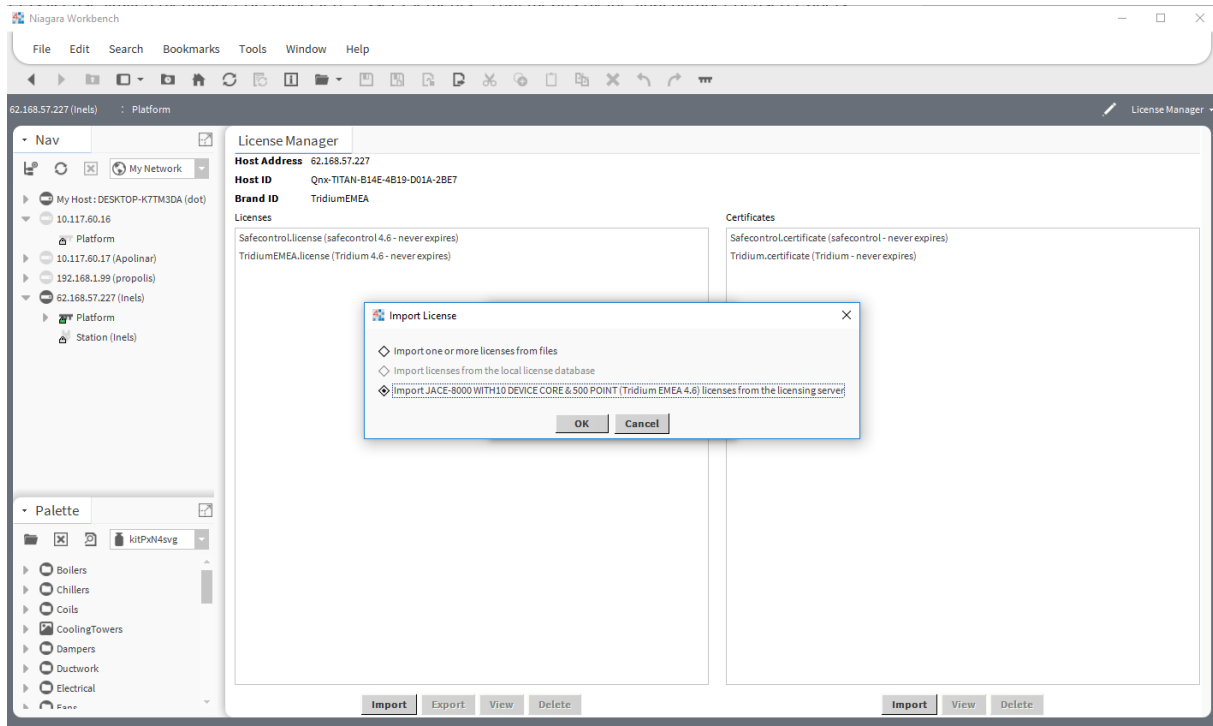 Niagara Workbench
File Edit Search Bookmarks Tools Window Help
62.168.57.227 (Inels) : Platform
License Manager
Nav
My Network
My Host : DESKTOP-K7TM3DA (dot)
10.117.60.16
Platform
10.117.60.17 (Apolinar)
192.168.1.99 (propolis)
62.168.57.227 (Inels)
Platform
Station (Inels)
Palette
kitPxN4svg
Boilers
Chillers
Coils
CoolingTowers
Dampers
Ductwork
Electrical
Fans
License Manager
Host Address 62.168.57.227
Host ID Qnx-TITAN-B14E-4B19-D01A-2BE7
Brand ID TridiumEMEA
Licenses
Safecontrol.license (safecontrol 4.6 - never expires)
TridiumEMEA.license (Tridium 4.6 - never expires)
Import Export View Delete
Certificates
Safecontrol.certificate (safecontrol - never expires)
Tridium.certificate (Tridium - never expires)
Import View Delete
Import License
Import one or more licenses from files
Import licenses from the local license database
Import JACE-8000 WITH10 DEVICE CORE & 500 POINT (Tridium EMEA 4.6) licenses from the licensing server
OK Cancel